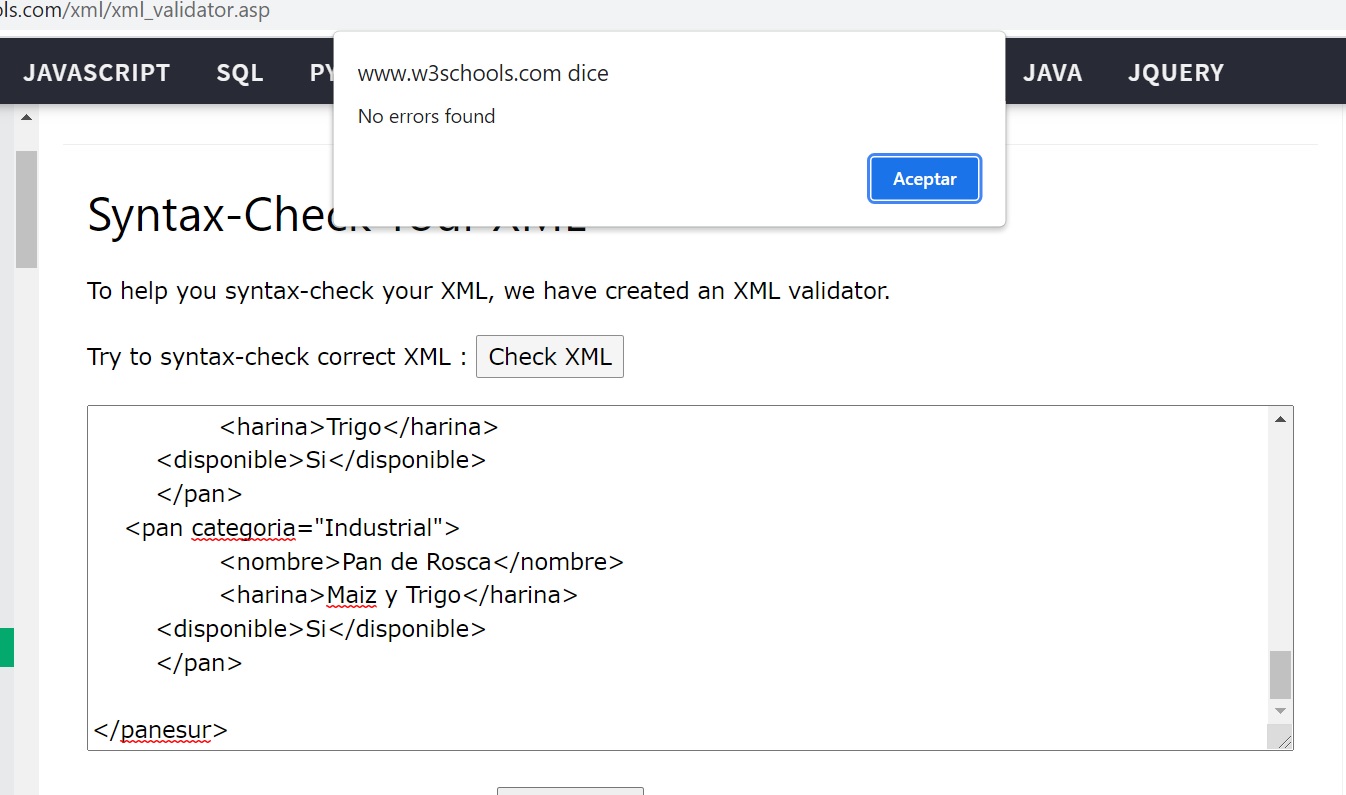 ls.com/xml/xml_validator.asp
JAVASCRIPT SQL PY JAVA JQUERY
www.w3schools.com dice
No errors found
Aceptar
Syntax-Check Your XML
To help you syntax-check your XML, we have created an XML validator.
Try to syntax-check correct XML : Check XML
<harina>Trigo</harina>
<disponible>Si</disponible>
</pan>
<pan categoria="Industrial">
<nombre>Pan de Rosca</nombre>
<harina>Maiz y Trigo</harina>
<disponible>Si</disponible>
</pan>
</panesur>